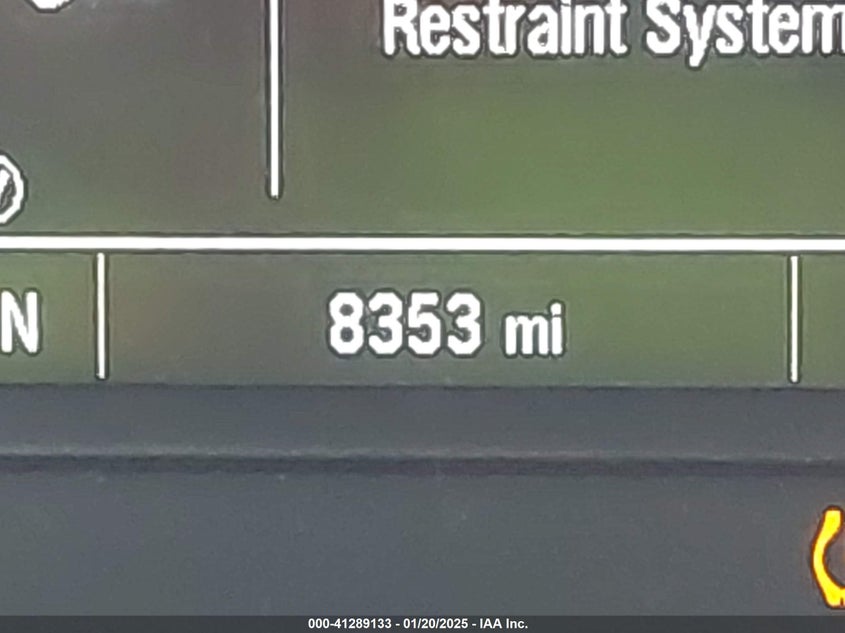 Restraint System
N
8353 mi
000-41289133 - 01/20/2025 - IAA Inc.